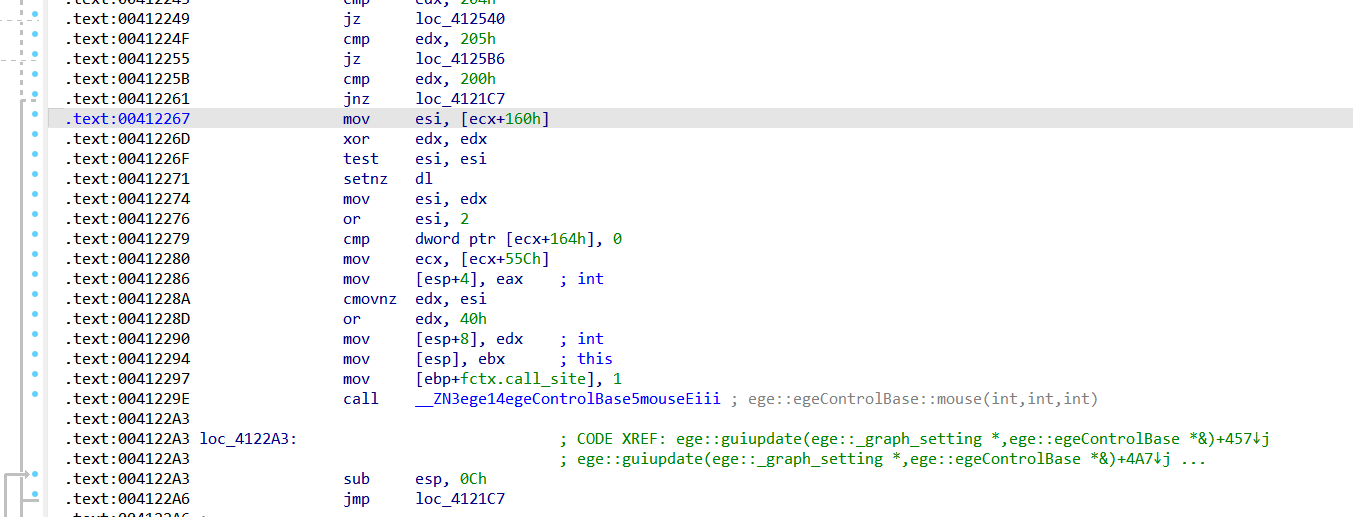 .text:00412249 jz loc_412540
.text:0041224F cmp edx, 205h
.text:00412255 jz loc_4125B6
.text:0041225B cmp edx, 200h
.text:00412261 jnz loc_4121C7
.text:00412267 mov esi, [ecx+160h]
.text:0041226D xor edx, edx
.text:0041226F test esi, esi
.text:00412271 setnz dl
.text:00412274 mov esi, edx
.text:00412276 or esi, 2
.text:00412279 cmp dword ptr [ecx+164h], 0
.text:00412280 mov ecx, [ecx+55Ch]
.text:00412286 mov [esp+4], eax ; int
.text:0041228A cmovnz edx, esi
.text:0041228D or edx, 40h
.text:00412290 mov [esp+8], edx ; int
.text:00412294 mov [esp], ebx ; this
.text:00412297 mov [ebp+fctx.call_site], 1
.text:0041229E call __ZN3ege14egeControlBase5mouseEiii ; ege::egeControlBase::mouse(int,int,int)
.text:004122A3
.text:004122A3 loc_4122A3: ; CODE XREF: ege::guiupdate(ege::_graph_setting *,ege::egeControlBase *&)+457↓j
.text:004122A3 ; ege::guiupdate(ege::_graph_setting *,ege::egeControlBase *&)+4A7↓j ...
.text:004122A3 sub esp, 0Ch
.text:004122A6 jmp loc_4121C7